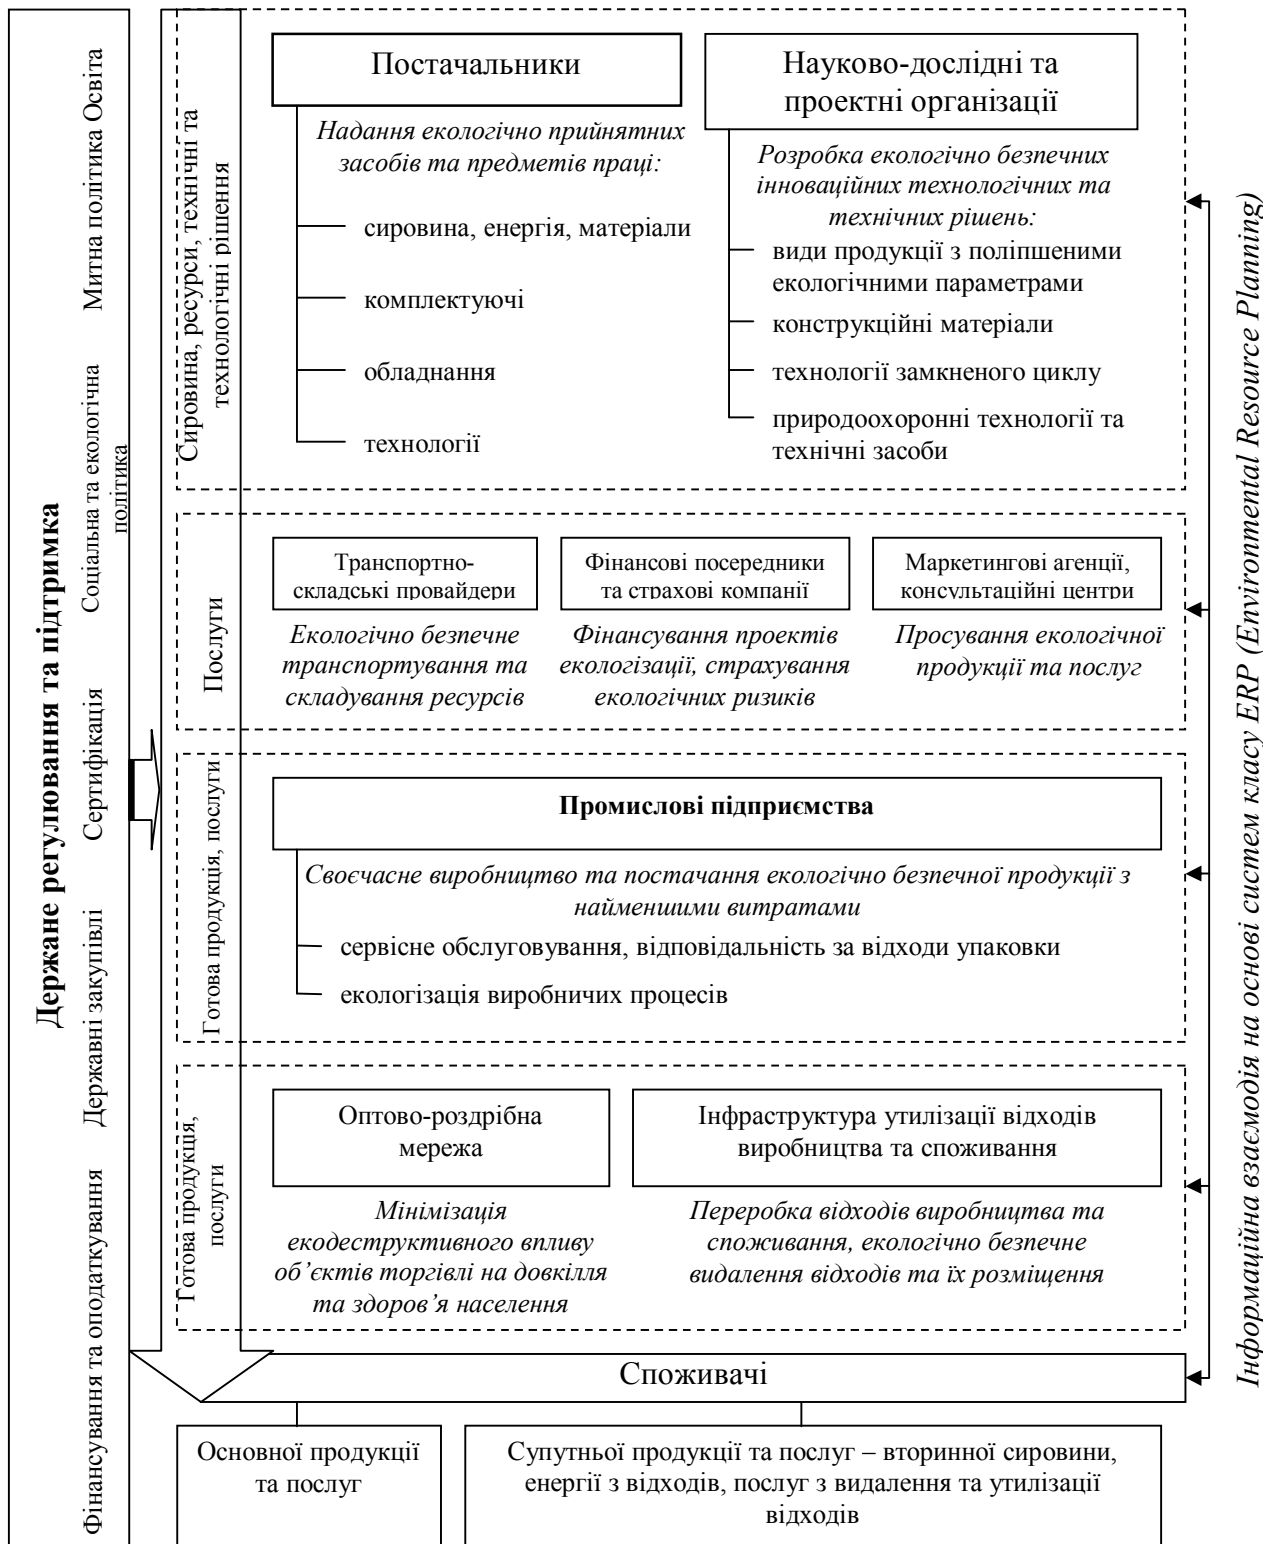 Держане регулювання та підтримка
Фінансування та оподаткування
Державні закупівлі
Сертифікація
Соціальна та екологічна
політика
Митна політика Освіта
Сировина, ресурси, технічні та
технологічні рішення
Постачальники
Надання екологічно прийнятних
засобів та предметів праці:
сировина, енергія, матеріали
комплектуючі
обладнання
технології
Науково-дослідні та
проектні організації
Розробка екологічно безпечних
інноваційних технологічних та
технічних рішень:
види продукції з поліпшеними
екологічними параметрами
конструкційні матеріали
технології замкненого циклу
природоохоронні технології та
технічні засоби
Послуги
Транспортно-
складські провайдери
Екологічно безпечне
транспортування та
складування ресурсів
Фінансові посередники
та страхові компанії
Фінансування проектів
екологізації, страхування
екологічних ризиків
Маркетингові агенції,
консультаційні центри
Просування екологічної
продукції та послуг
Готова продукція, послуги
Промислові підприємства
Своєчасне виробництво та постачання екологічно безпечної продукції з
найменшими витратами
сервісне обслуговування, відповідальність за відходи упаковки
екологізація виробничих процесів
Готова продукція,
послуги
Оптово-роздрібна
мережа
Мінімізація
екодеструктивного впливу
об’єктів торгівлі на довкілля
та здоров’я населення
Інфраструктура утилізації відходів
виробництва та споживання
Переробка відходів виробництва та
споживання, екологічно безпечне
видалення відходів та їх розміщення
Споживачі
Основної продукції
та послуг
Супутньої продукції та послуг – вторинної сировини,
енергії з відходів, послуг з видалення та утилізації
відходів
Інформаційна взаємодія на основі систем класу ERP (Environmental Resource Planning)